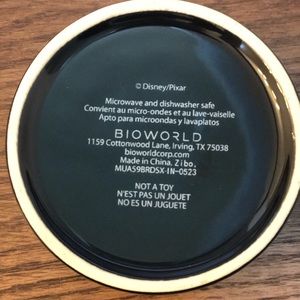 © Disney/Pixar
Microwave and dishwasher safe
Convient au micro-ondes et au lave-vaiselle
Apto para microondas y lavaplatos
BIOWORLD
1159 Cottonwood Lane, Irving, TX 75038
bioworldcorp.com
Made in China, Zibo,
MUA59BRDSX-IN-0523
NOT A TOY
N'EST PAS UN JOUET
NO ES UN JUGUETE